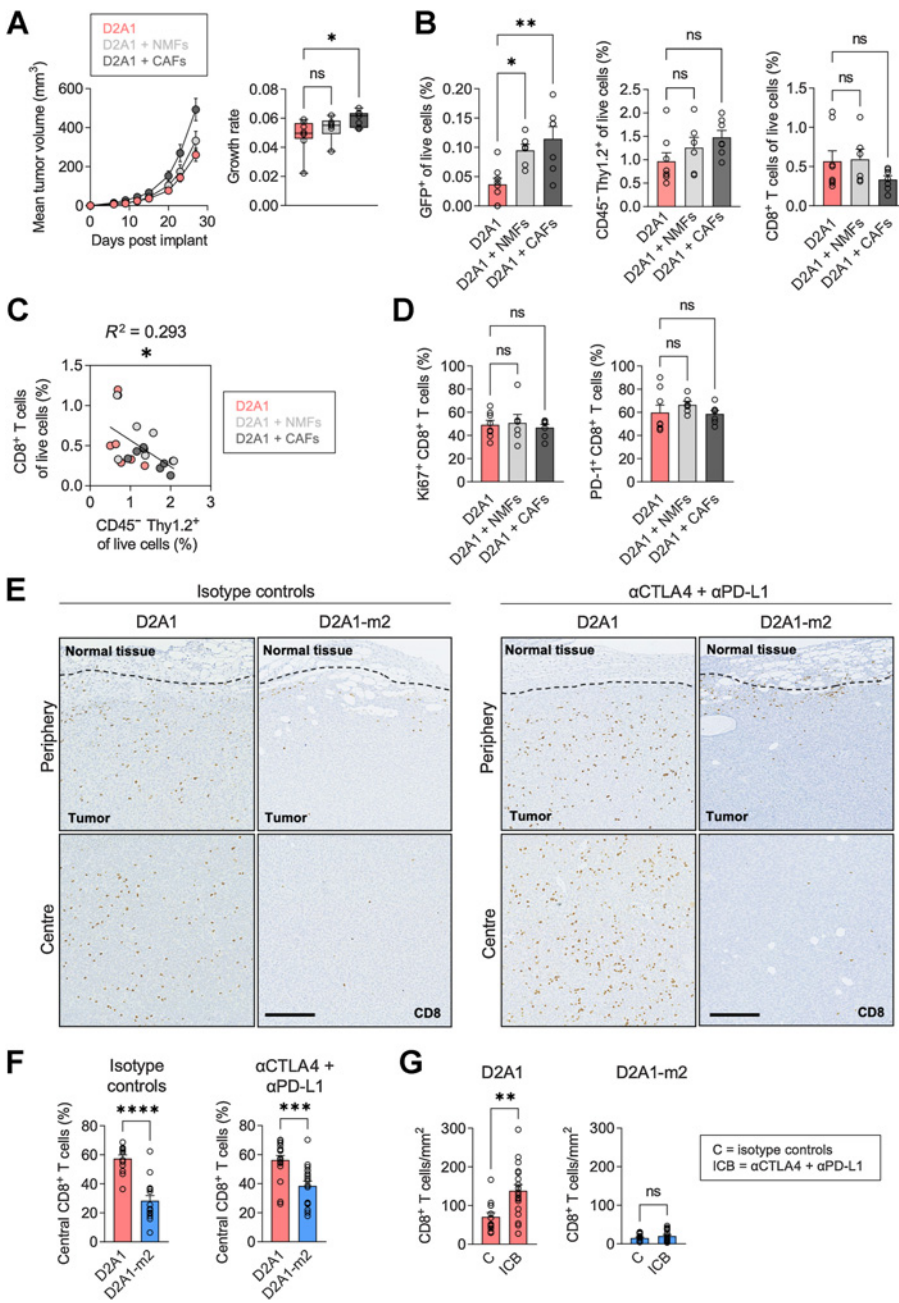 A
D2A1
D2A1 + NMFs
D2A1 + CAFs
Mean tumor volume (mm³)
600
400
200
0
0 10 20 30
Days post implant
Growth rate
0.08
0.06
0.04
0.02
0.00
ns
*
B
GFP⁺ of live cells (%)
0.20
0.15
0.10
0.05
0.00
*
**
D2A1
D2A1 + NMFs
D2A1 + CAFs
CD45⁻ Thy1.2⁺ of live cells (%)
2.5
2.0
1.5
1.0
0.5
0.0
ns
ns
D2A1
D2A1 + NMFs
D2A1 + CAFs
CD8⁺ T cells of live cells (%)
1.5
1.0
0.5
0.0
ns
ns
D2A1
D2A1 + NMFs
D2A1 + CAFs
C
R² = 0.293
*
CD8⁺ T cells
of live cells (%)
1.5
1.0
0.5
0.0
0 1 2 3
CD45⁻ Thy1.2⁺
of live cells (%)
D2A1
D2A1 + NMFs
D2A1 + CAFs
D
Ki67⁺ CD8⁺ T cells (%)
100
80
60
40
20
0
ns
ns
D2A1
D2A1 + NMFs
D2A1 + CAFs
PD-1⁺ CD8⁺ T cells (%)
100
80
60
40
20
0
ns
ns
D2A1
D2A1 + NMFs
D2A1 + CAFs
E
Isotype controls
αCTLA4 + αPD-L1
D2A1
D2A1-m2
D2A1
D2A1-m2
Periphery
Normal tissue
Tumor
Normal tissue
Periphery
Normal tissue
Tumor
Normal tissue
Centre
CD8
Centre
CD8
F
Isotype
controls
****
Central CD8⁺ T cells (%)
80
60
40
20
0
D2A1
D2A1-m2
αCTLA4 +
αPD-L1
***
Central CD8⁺ T cells (%)
80
60
40
20
0
D2A1
D2A1-m2
G
D2A1
**
CD8⁺ T cells/mm²
300
200
100
0
C
ICB
D2A1-m2
ns
CD8⁺ T cells/mm²
300
200
100
0
C
ICB
C = isotype controls
ICB = αCTLA4 + αPD-L1